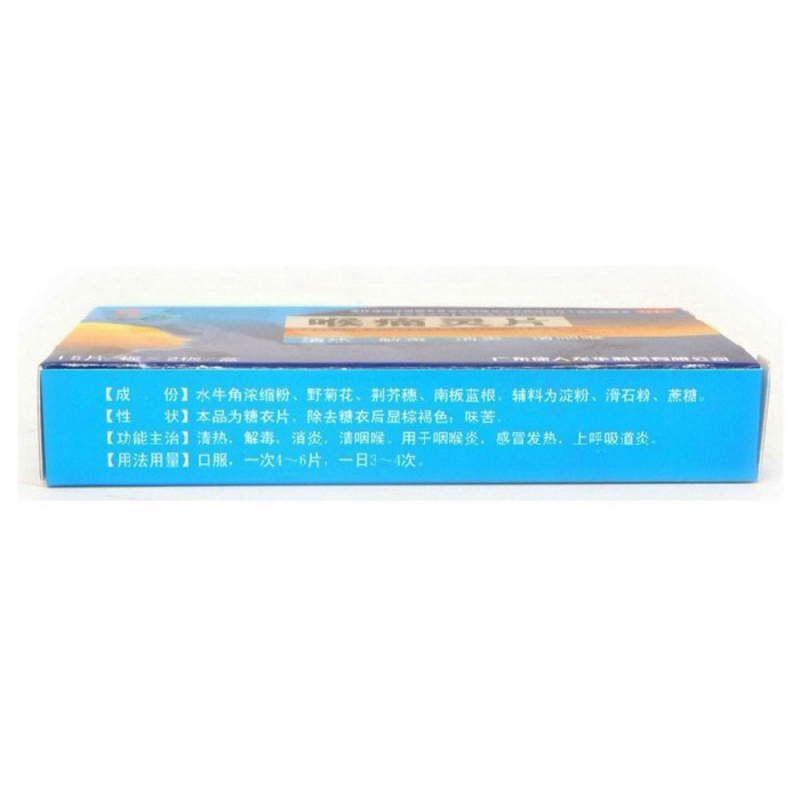 喉痛灵片
【成 份】水牛角浓缩粉、野菊花、荆芥穗、南板蓝根，辅料为淀粉、滑石粉、蔗糖。
【性 状】本品为糖衣片，除去糖衣后显棕褐色；味苦。
【功能主治】清热，解毒，消炎，清咽喉。用于咽喉炎，感冒发热，上呼吸道炎。
【用法用量】口服，一次4～6片，一日3～4次。